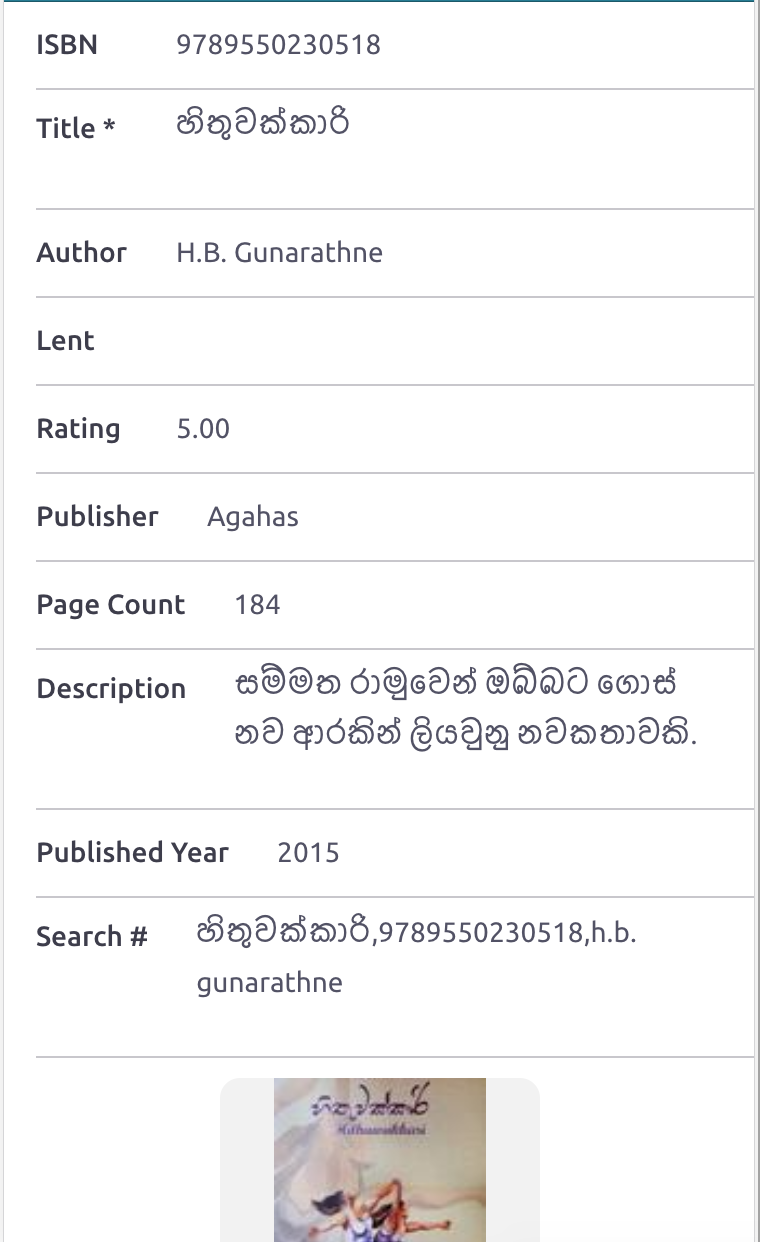 ISBN 9789550230518
Title * හිතුවක්කාරි
Author H.B. Gunarathne
Lent
Rating 5.00
Publisher Agahas
Page Count 184
Description සම්මත රාමුවෙන් ඔබ්බට ගොස්
නව ආරකින් ලියවුනු නවකතාවකි.
Published Year 2015
Search # හිතුවක්කාරි,9789550230518,h.b.
gunarathne
හිතුවක්කාරි
Hithuwakkari